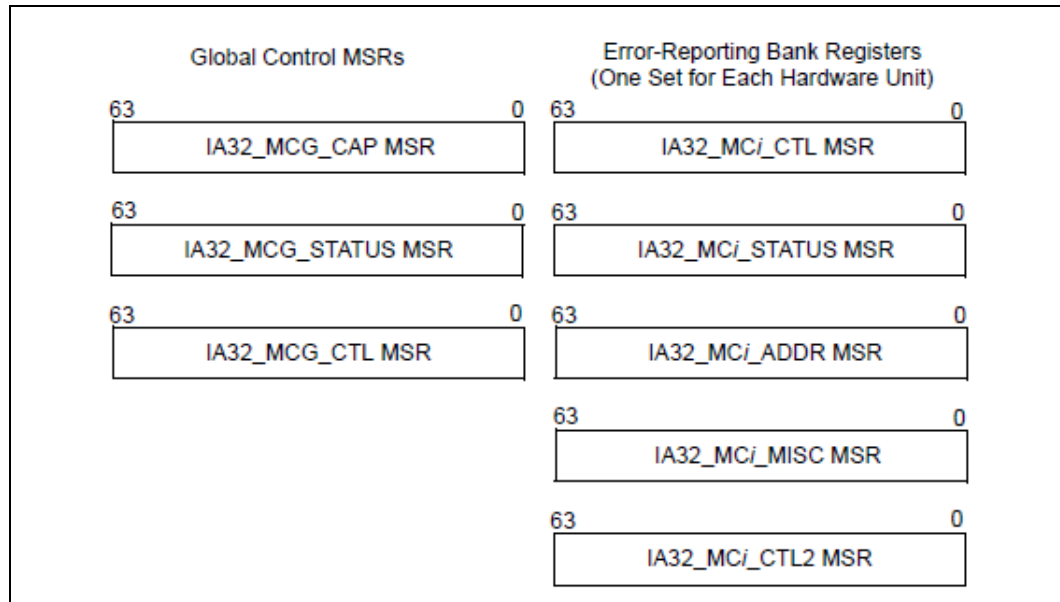 Global Control MSRs
63 0
IA32_MCG_CAP MSR
63 0
IA32_MCG_STATUS MSR
63 0
IA32_MCG_CTL MSR
Error-Reporting Bank Registers
(One Set for Each Hardware Unit)
63 0
IA32_MCi_CTL MSR
63 0
IA32_MCi_STATUS MSR
63 0
IA32_MCi_ADDR MSR
63 0
IA32_MCi_MISC MSR
63 0
IA32_MCi_CTL2 MSR